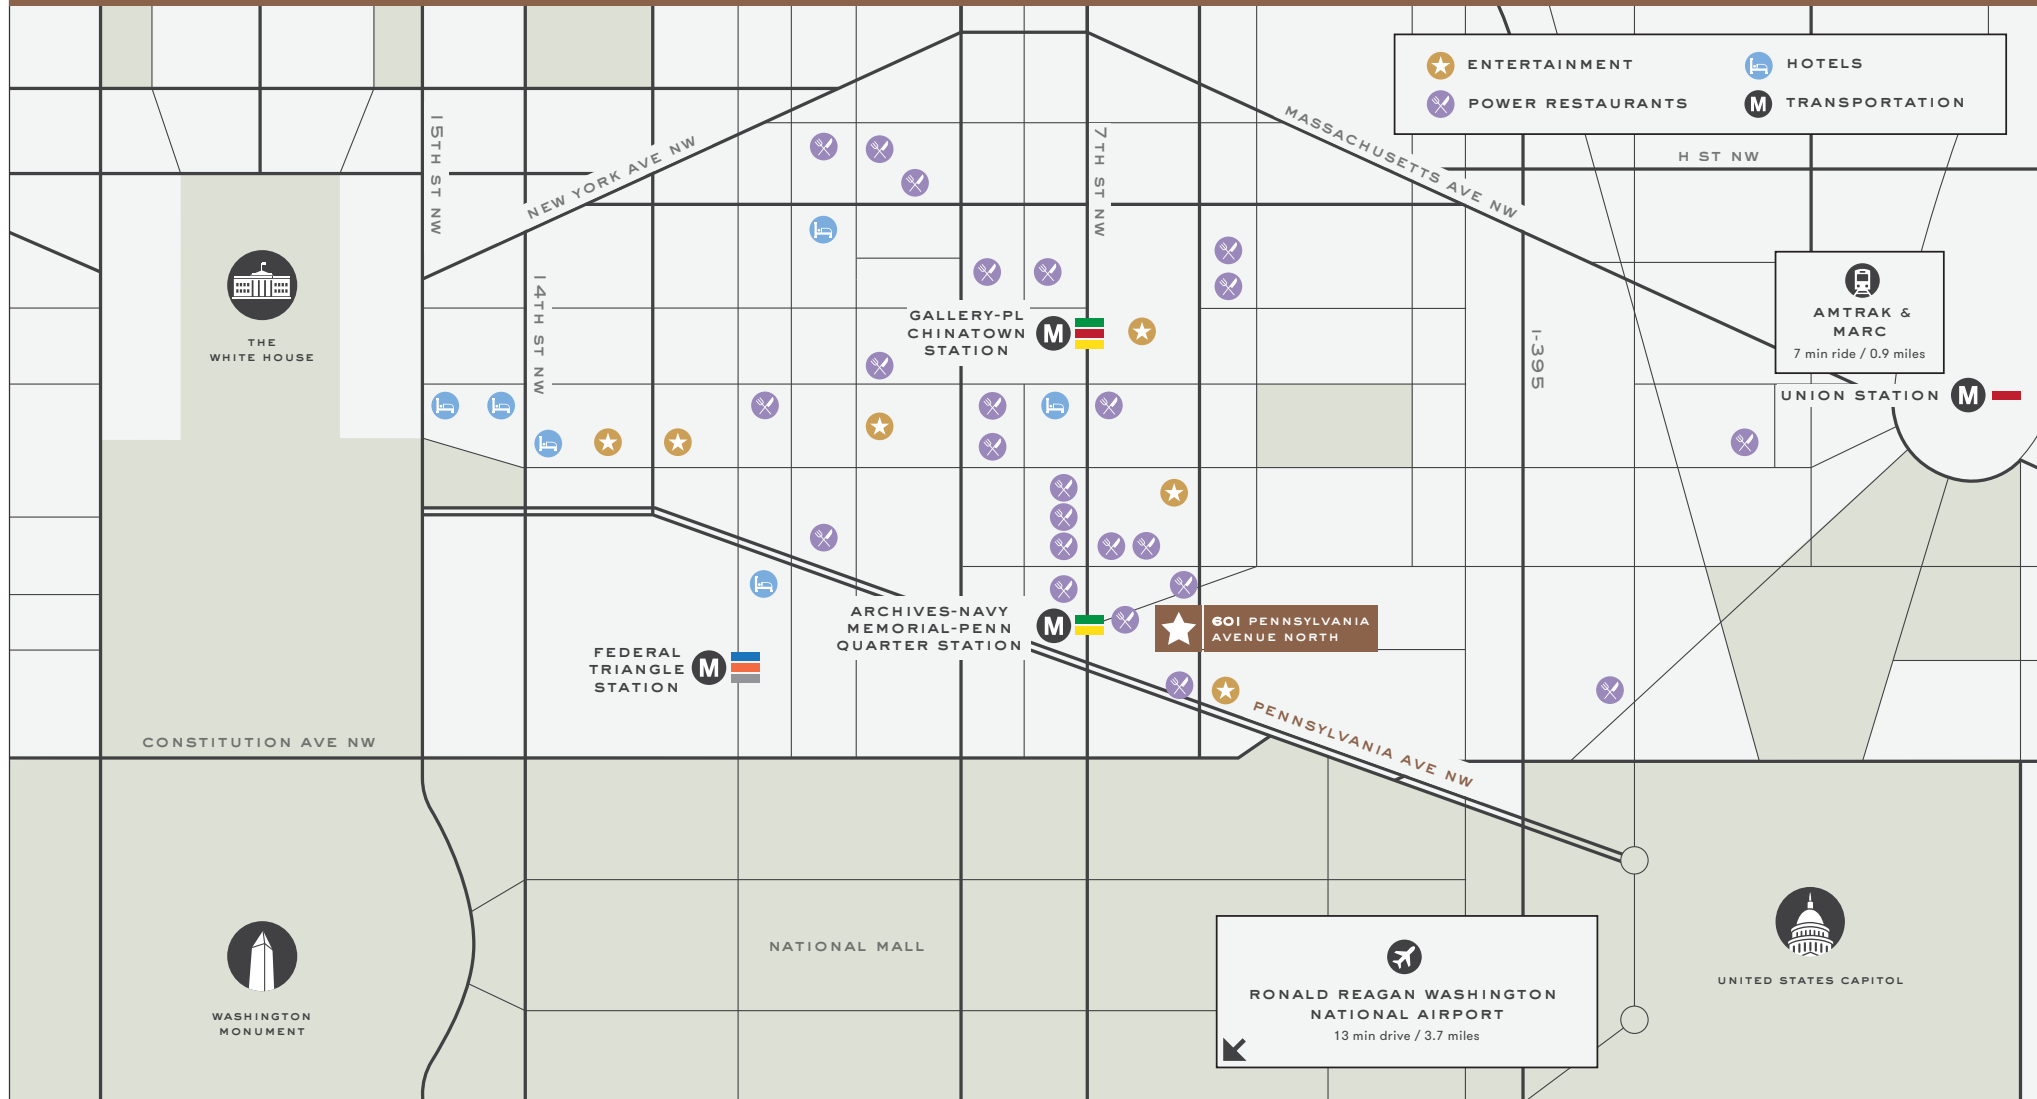 ENTERTAINMENT
HOTELS
POWER RESTAURANTS
M TRANSPORTATION
MASSACHUSETTS AVE NW
H ST NW
15TH ST NW
NEW YORK AVE NW
7TH ST NW
14TH ST NW
I-395
THE
WHITE HOUSE
GALLERY-PL
CHINATOWN
STATION
M
AMTRAK &
MARC
7 min ride / 0.9 miles
UNION STATION M
ARCHIVES-NAVY
MEMORIAL-PENN
QUARTER STATION
M
601 PENNSYLVANIA
AVENUE NORTH
FEDERAL
TRIANGLE
STATION
M
PENNSYLVANIA AVE NW
CONSTITUTION AVE NW
NATIONAL MALL
WASHINGTON
MONUMENT
RONALD REAGAN WASHINGTON
NATIONAL AIRPORT
13 min drive / 3.7 miles
UNITED STATES CAPITOL